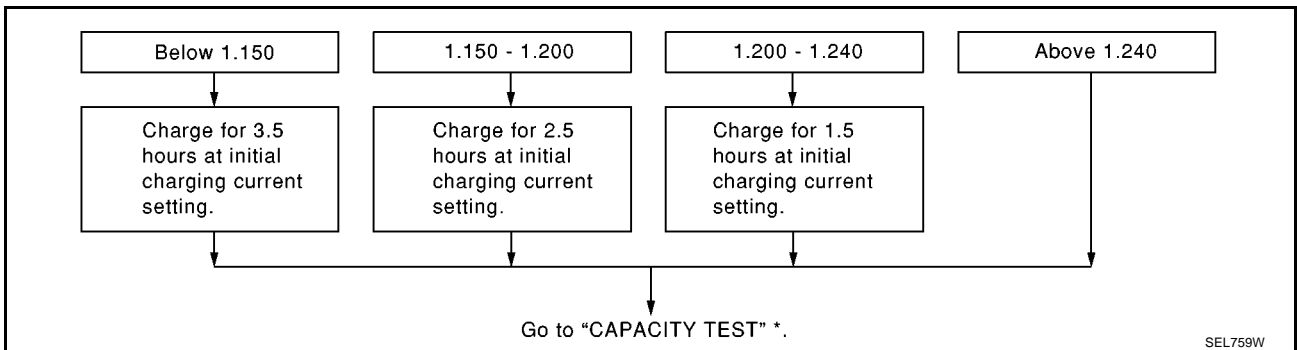 Below 1.150
1.150 - 1.200
1.200 - 1.240
Above 1.240
Charge for 3.5
hours at initial
charging current
setting.
Charge for 2.5
hours at initial
charging current
setting.
Charge for 1.5
hours at initial
charging current
setting.
Go to “CAPACITY TEST” *.
SEL759W